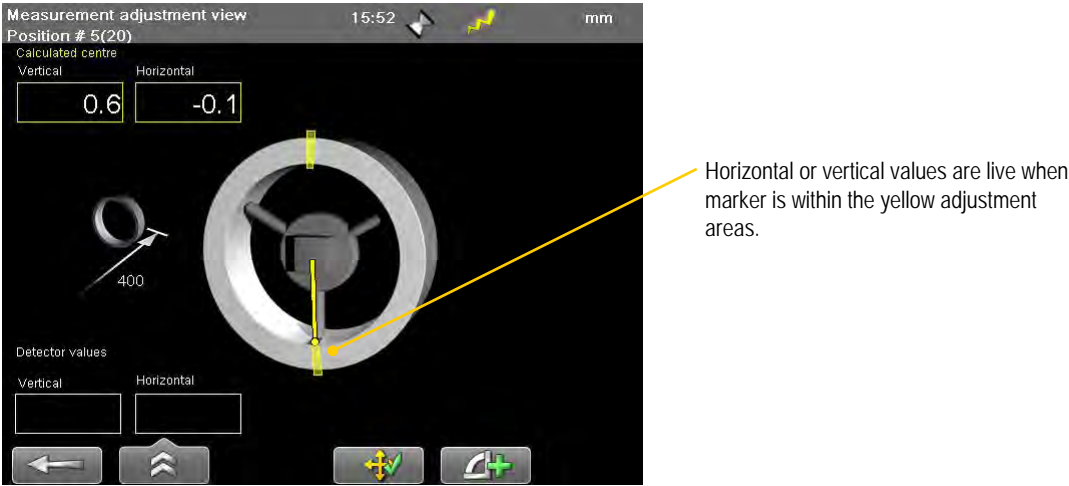 Measurement adjustment view 15:52 mm
Position # 5(20)
Calculated centre
Vertical Horizontal
0.6 -0.1
400
Detector values
Vertical Horizontal
Horizontal or vertical values are live when
marker is within the yellow adjustment
areas.